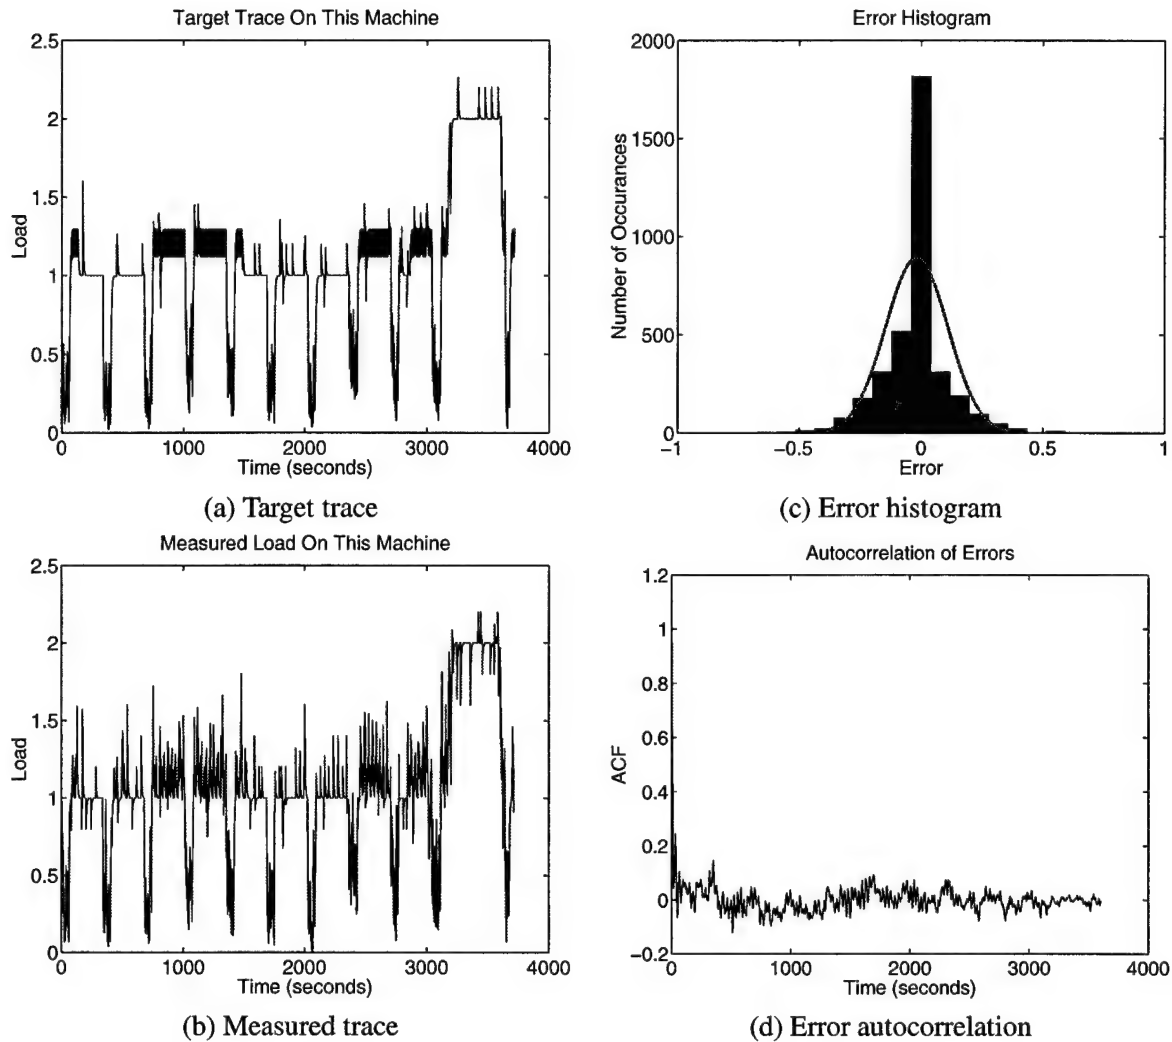 Target Trace On This Machine
2.5
2
1.5
1
0.5
0
Load
0 1000 2000 3000 4000
Time (seconds)
(a) Target trace
Error Histogram
2000
1500
1000
500
0
Number of Occurances
−1 −0.5 0 0.5 1
Error
(c) Error histogram
Measured Load On This Machine
2.5
2
1.5
1
0.5
0
Load
0 1000 2000 3000 4000
Time (seconds)
(b) Measured trace
Autocorrelation of Errors
1.2
1
0.8
0.6
0.4
0.2
0
−0.2
ACF
0 1000 2000 3000 4000
Time (seconds)
(d) Error autocorrelation